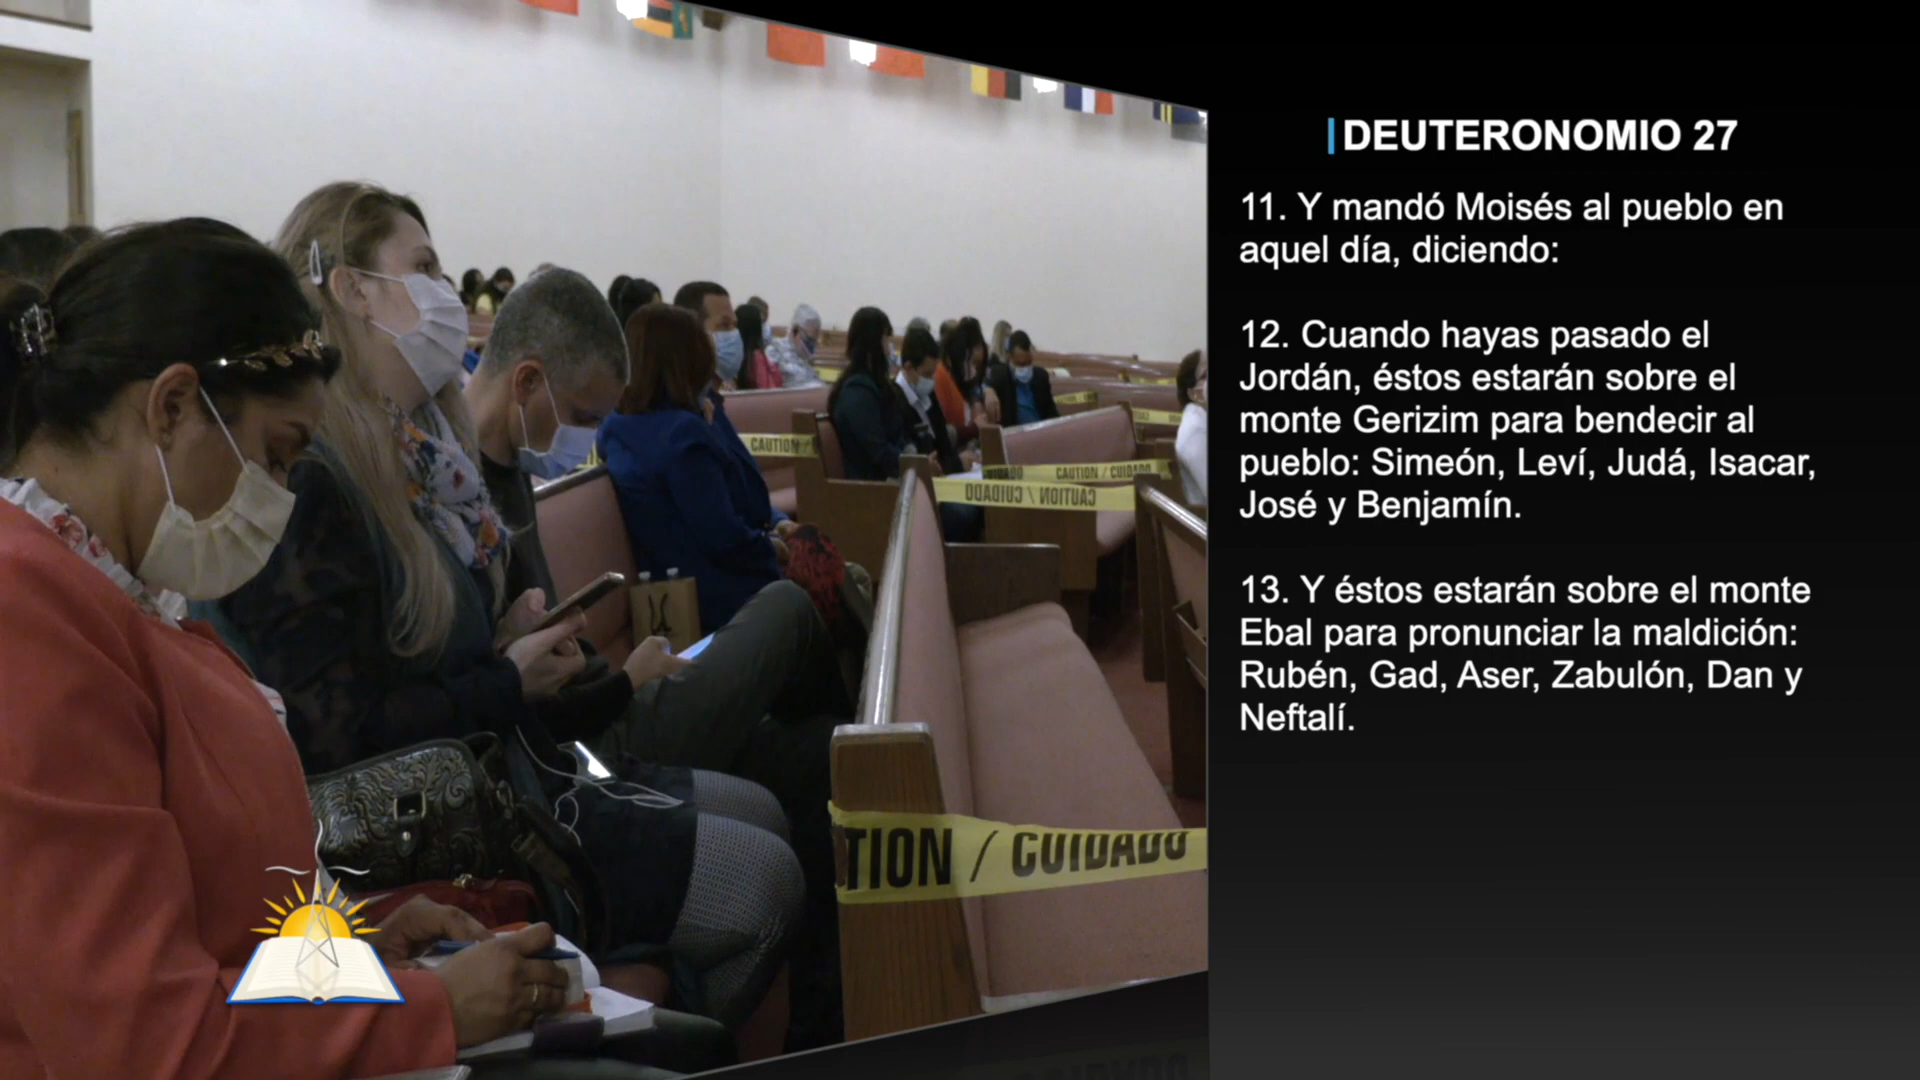 DEUTERONOMIO 27
11. Y mandó Moisés al pueblo en
aquel día, diciendo:
12. Cuando hayas pasado el
Jordán, éstos estarán sobre el
monte Gerizim para bendecir al
pueblo: Simeón, Leví, Judá, Isacar,
José y Benjamín.
13. Y éstos estarán sobre el monte
Ebal para pronunciar la maldición:
Rubén, Gad, Aser, Zabulón, Dan y
Neftalí.
CAUTION /
CUIDADO CAUTION / CUIDADO
CAUTION / CUIDADO
TION / CUIDADO